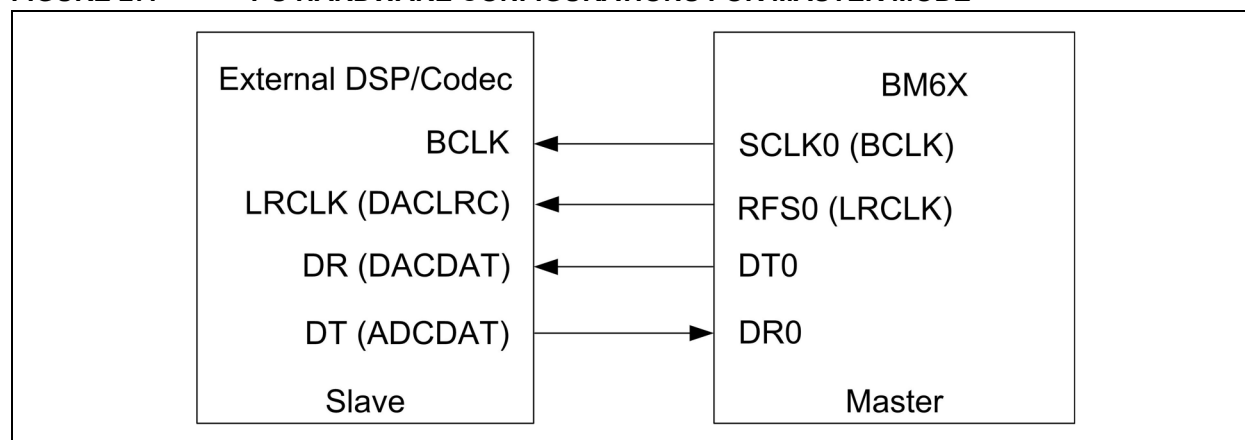 External DSP/Codec
BM6X
BCLK
SCLK0 (BCLK)
LRCLK (DACLRC)
RFS0 (LRCLK)
DR (DACDAT)
DT0
DT (ADCDAT)
DR0
Slave
Master